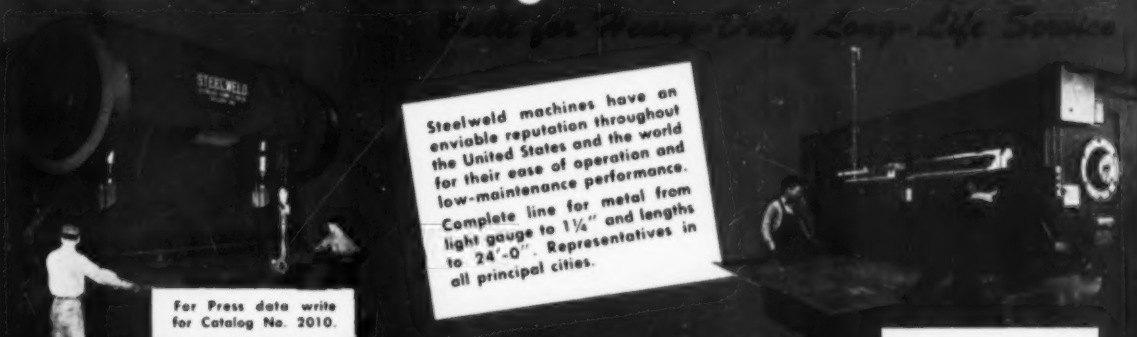 Built for Heavy-Duty Long-Life Service
STEELWELD
Steelweld machines have an
enviable reputation throughout
the United States and the world
for their ease of operation and
low-maintenance performance.
Complete line for metal from
light gauge to 1¼" and lengths
to 24'-0". Representatives in
all principal cities.
For Press data write
for Catalog No. 2010.